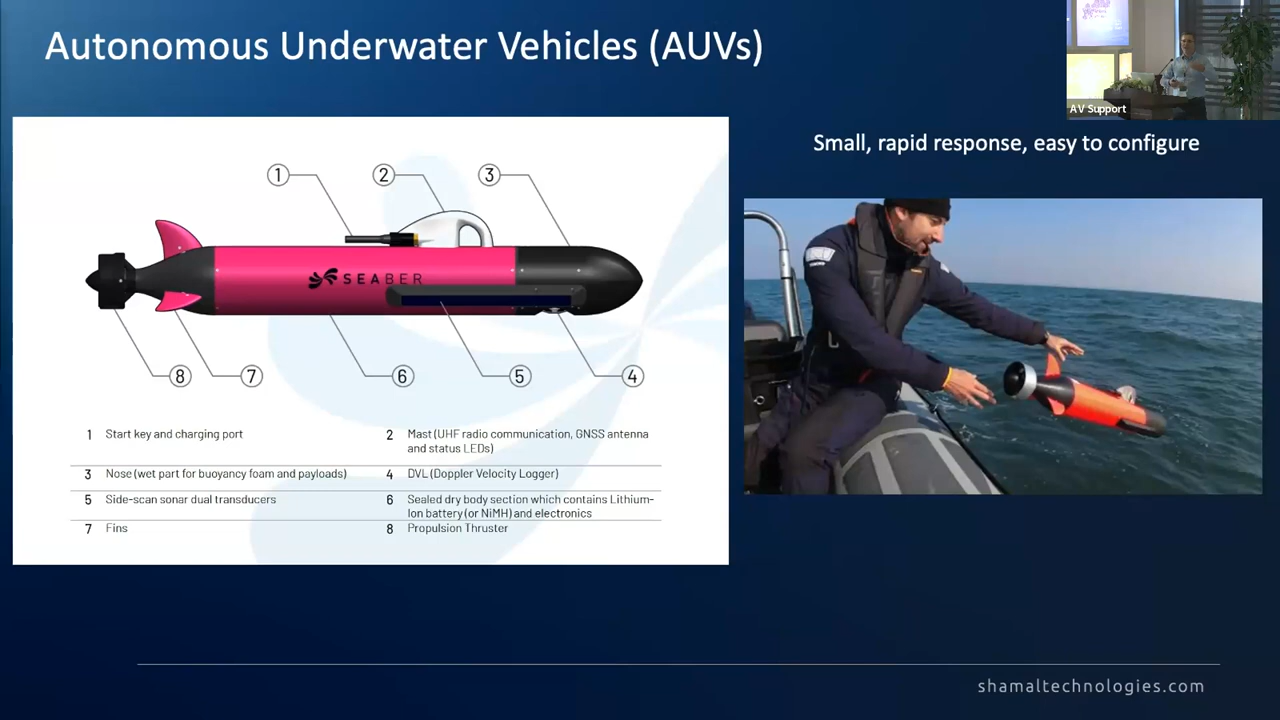 Autonomous Underwater Vehicles (AUVs)
AV Support
Small, rapid response, easy to configure
1
2
3
SEABER
8
7
6
5
4
1 Start key and charging port
2 Mast (UHF radio communication, GNSS antenna
and status LEDs)
3 Nose (wet part for buoyancy foam and payloads)
4 DVL (Doppler Velocity Logger)
5 Side-scan sonar dual transducers
6 Sealed dry body section which contains Lithium-
Ion battery (or NiMH) and electronics
7 Fins
8 Propulsion Thruster
shamaltechnologies.com